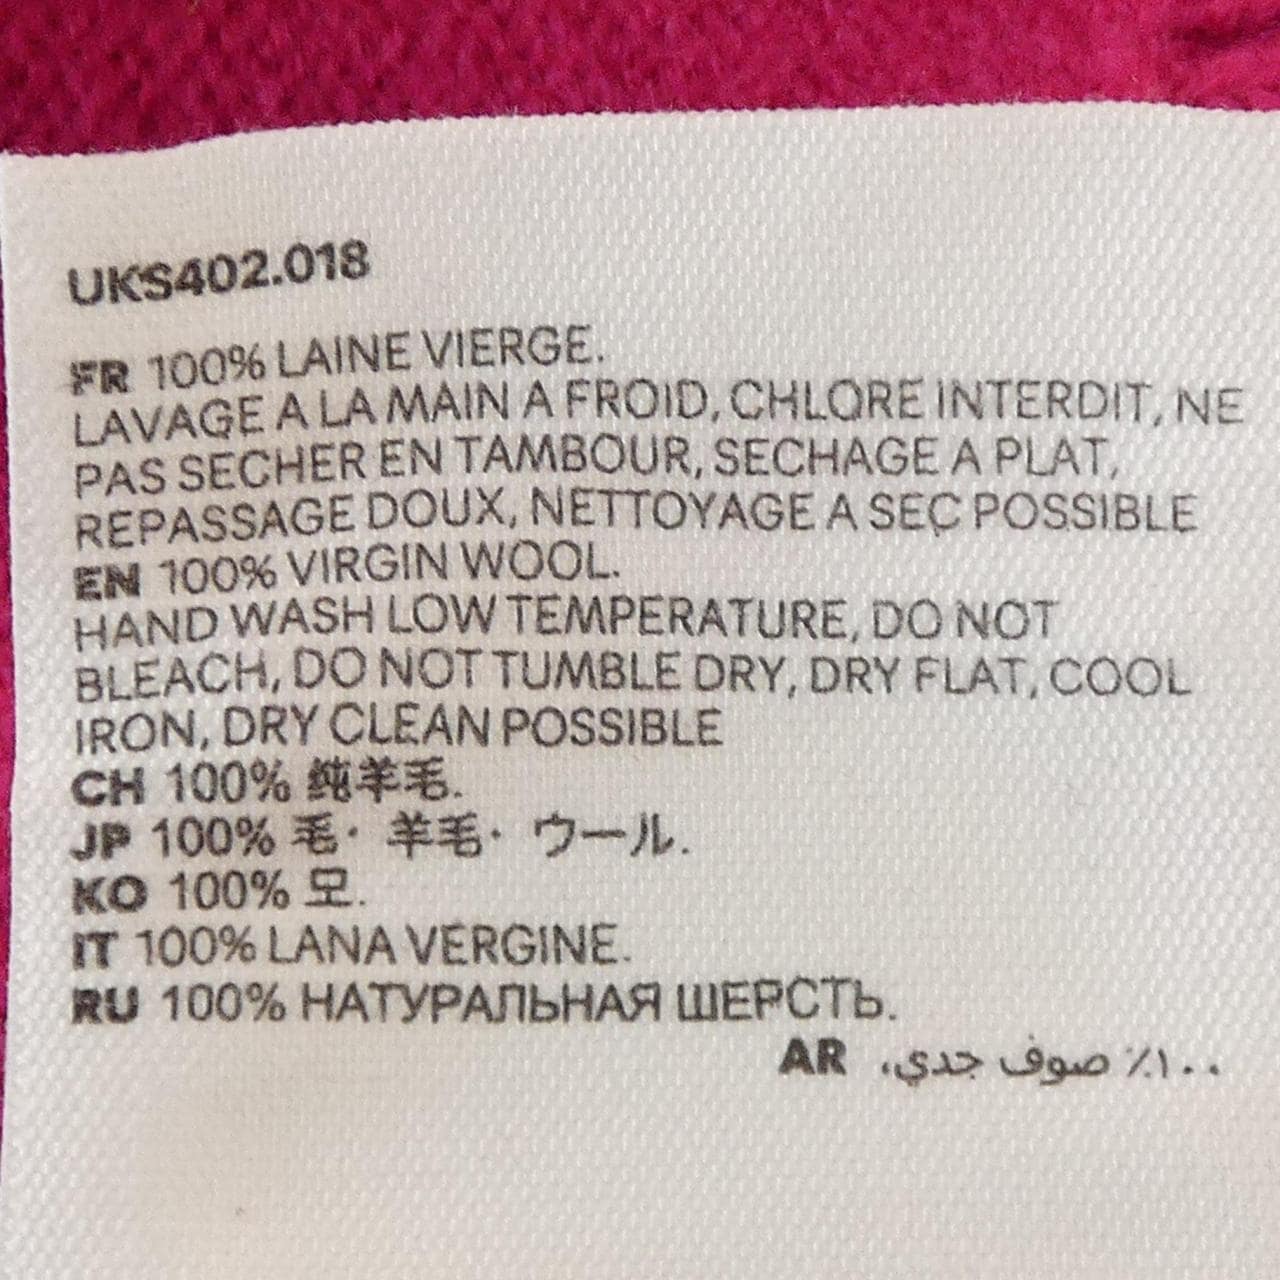 UKS402.018
FR 100% LAINE VIERGE.
LAVAGE A LA MAIN A FROID, CHLORE INTERDIT, NE
PAS SECHER EN TAMBOUR, SECHAGE A PLAT,
REPASSAGE DOUX, NETTOYAGE A SEC POSSIBLE
EN 100% VIRGIN WOOL.
HAND WASH LOW TEMPERATURE, DO NOT
BLEACH, DO NOT TUMBLE DRY, DRY FLAT, COOL
IRON, DRY CLEAN POSSIBLE
CH 100% 纯羊毛.
JP 100% 毛· 羊毛· ウール.
KO 100% 모.
IT 100% LANA VERGINE.
RU 100% НАТУРАЛЬНАЯ ШЕРСТЬ.
AR ١٠٠٪ صوف جدي.